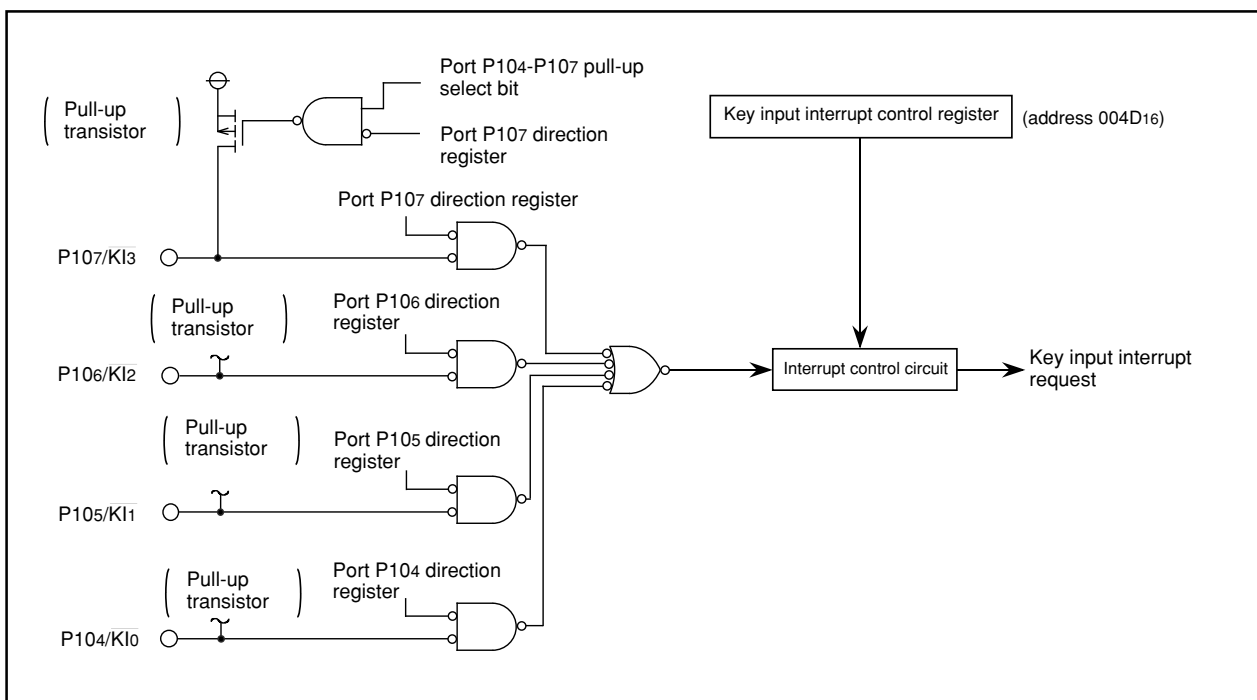 Port P104-P107 pull-up
select bit
( Pull-up
transistor )
Key input interrupt control register
(address 004D16)
Port P107 direction
register
Port P107 direction register
P107/KI3
( Pull-up
transistor )
Port P106 direction
register
P106/KI2
Interrupt control circuit
Key input interrupt
request
( Pull-up
transistor )
Port P105 direction
register
P105/KI1
( Pull-up
transistor )
Port P104 direction
register
P104/KI0